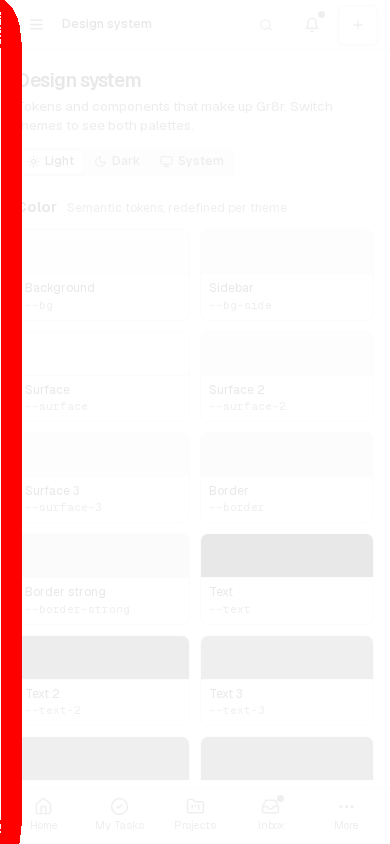 Design system
Design system
okens and components that make up Gr8r. Switch
hemes to see both palettes.
Light Dark System
Color Semantic tokens, redefined per theme
Background
--bg
Sidebar
--bg-side
Surface
--surface
Surface 2
--surface-2
Surface 3
--surface-3
Border
--border
Border strong
--border-strong
Text
--text
Text 2
--text-2
Text 3
--text-3
Home My Tasks Projects Inbox More